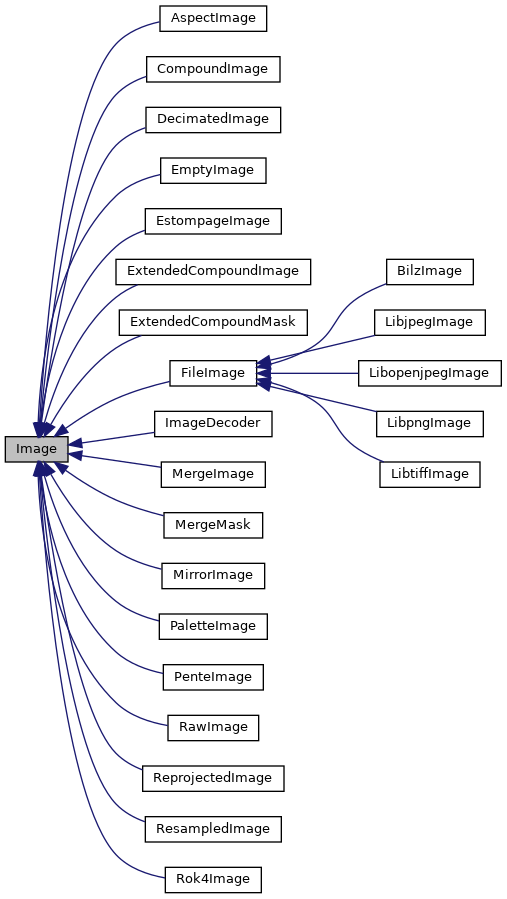 AspectImage
CompoundImage
DecimatedImage
EmptyImage
EstompageImage
ExtendedCompoundImage
BilzImage
ExtendedCompoundMask
LibjpegImage
FileImage
LibopenjpegImage
ImageDecoder
LibpngImage
Image
MergeImage
LibtiffImage
MergeMask
MirrorImage
PaletteImage
PenteImage
RawImage
ReprojectedImage
ResampledImage
Rok4Image